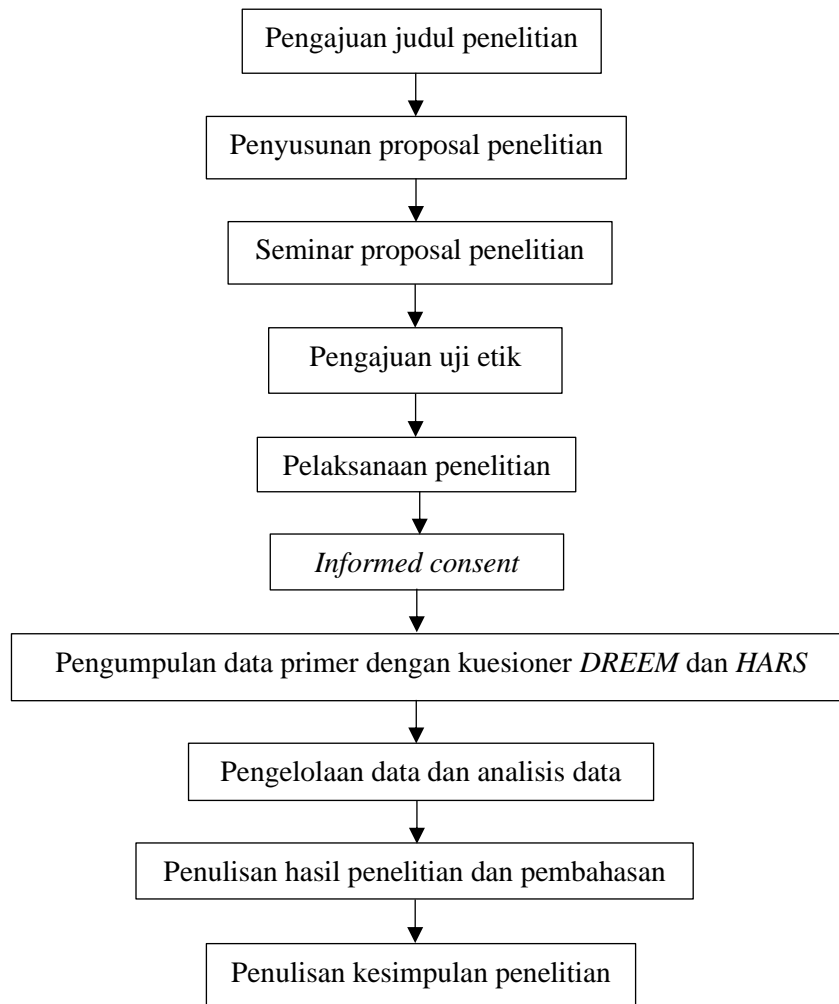 Pengajuan judul penelitian
Penyusunan proposal penelitian
Seminar proposal penelitian
Pengajuan uji etik
Pelaksanaan penelitian
Informed consent
Pengumpulan data primer dengan kuesioner DREEM dan HARS
Pengelolaan data dan analisis data
Penulisan hasil penelitian dan pembahasan
Penulisan kesimpulan penelitian